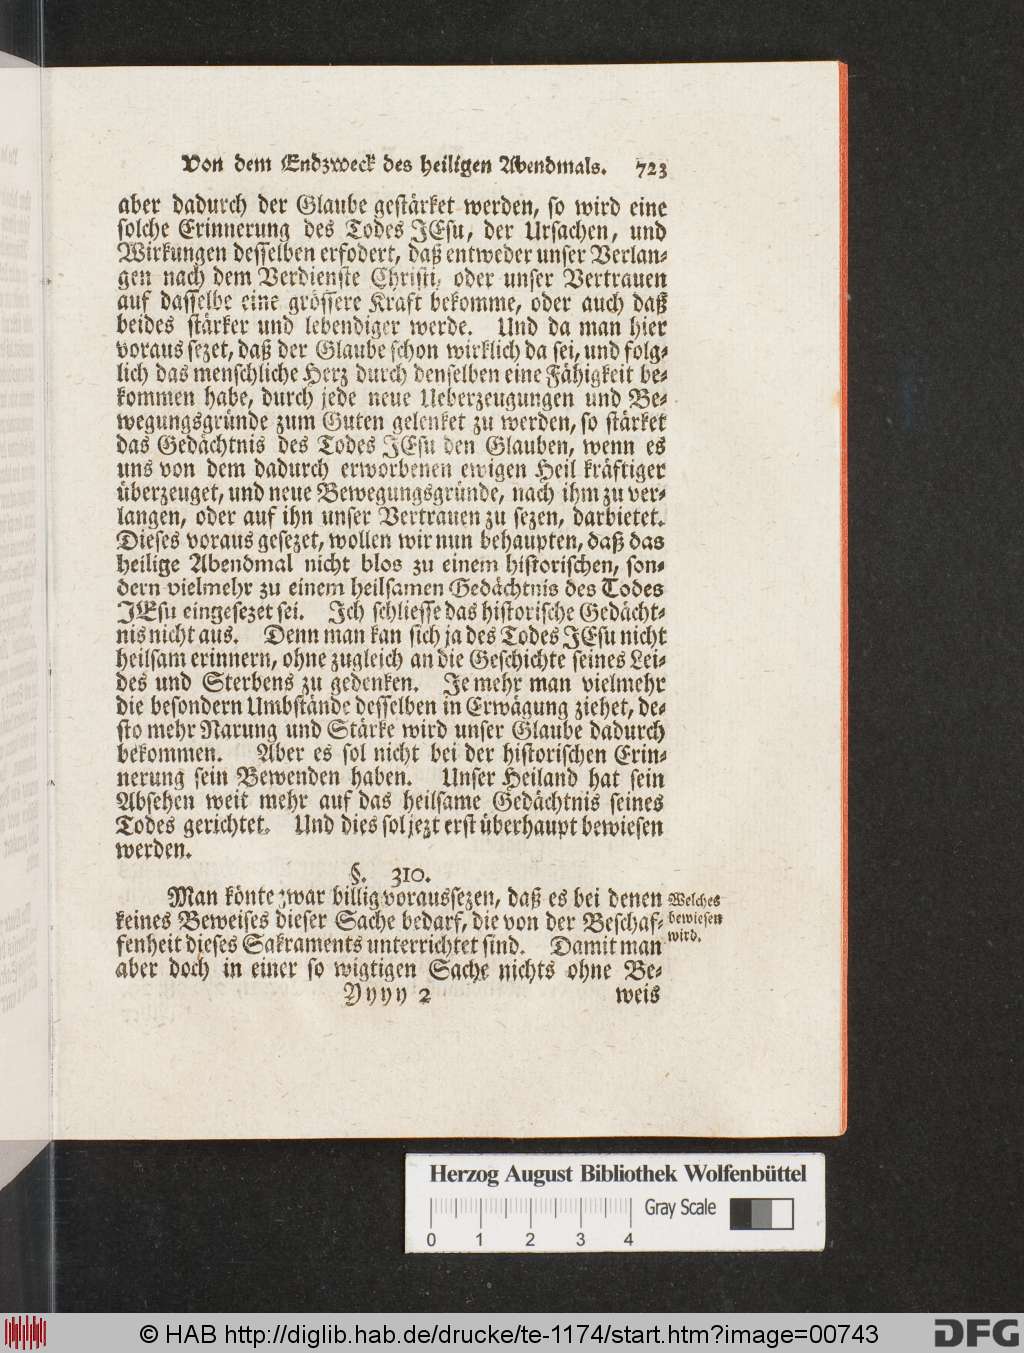 Von dem Endzweck des heiligen Abendmals. 723
aber dadurch der Glaube gestärket werden, so wird eine
solche Erinnerung des Todes JEsu, der Ursachen, und
Wirkungen desselben erfodert, daß entweder unser Verlan-
gen nach dem Verdienste Christi, oder unser Vertrauen
auf dasselbe eine grössere Kraft bekomme, oder auch daß
beides stärker und lebendiger werde. Und da man hier
voraus sezet, daß der Glaube schon wirklich da sei, und folg-
lich das menschliche Herz durch denselben eine Fähigkeit be-
kommen habe, durch jede neue Ueberzeugungen und Be-
wegungsgründe zum Guten gelenket zu werden, so stärket
das Gedächtnis des Todes JEsu den Glauben, wenn es
uns von dem dadurch erworbenen ewigen Heil kräftiger
überzeuget, und neue Bewegungsgründe, nach ihm zu ver-
langen, oder auf ihn unser Vertrauen zu sezen, darbietet.
Dieses voraus gesezet, wollen wir nun behaupten, daß das
heilige Abendmal nicht blos zu einem historischen, son-
dern vielmehr zu einem heilsamen Gedächtnis des Todes
JEsu eingesezet sei. Ich schliesse das historische Gedächt-
nis nicht aus. Denn man kan sich ja des Todes JEsu nicht
heilsam erinnern, ohne zugleich an die Geschichte seines Lei-
des und Sterbens zu gedenken. Je mehr man vielmehr
die besondern Umbstände desselben in Erwägung ziehet, de-
sto mehr Narung und Stärke wird unser Glaube dadurch
bekommen. Aber es sol nicht bei der historischen Erin-
nerung sein Bewenden haben. Unser Heiland hat sein
Absehen weit mehr auf das heilsame Gedächtnis seines
Todes gerichtet. Und dies sol jezt erst überhaupt bewiesen
werden.
§. 310.
Man könte zwar billig voraussezen, daß es bei denen
keines Beweises dieser Sache bedarf, die von der Beschaf-
fenheit dieses Sakraments unterrichtet sind. Damit man
aber doch in einer so wigtigen Sache nichts ohne Be-
Welches
bewiesen
wird.
Yyyy 2 weis
Herzog August Bibliothek Wolfenbüttel
Gray Scale
0 1 2 3 4
© HAB http://diglib.hab.de/drucke/te-1174/start.htm?image=00743
DFG